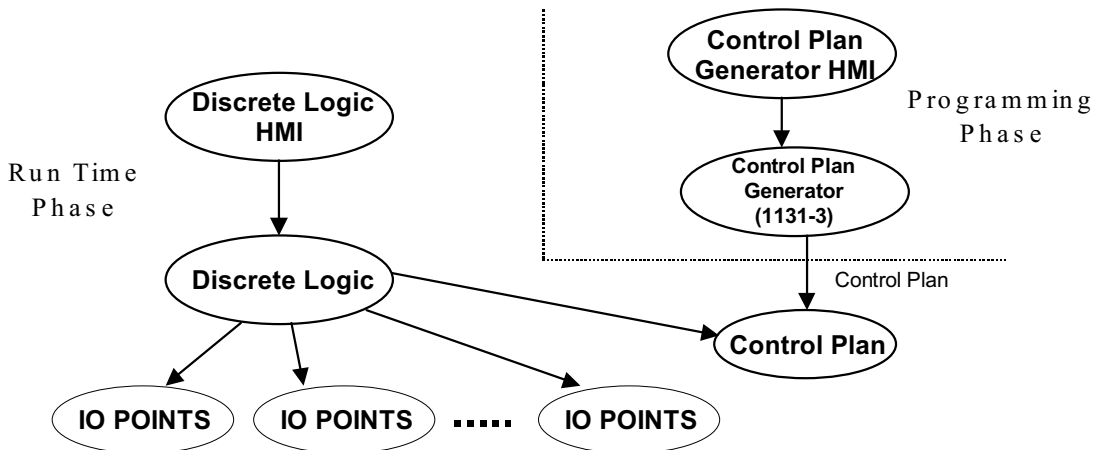 Control Plan
Generator HMI
Programming
Phase
Discrete Logic
HMI
Control Plan
Generator
(1131-3)
Run Time
Phase
Discrete Logic
Control Plan
Control Plan
IO POINTS
IO POINTS
IO POINTS